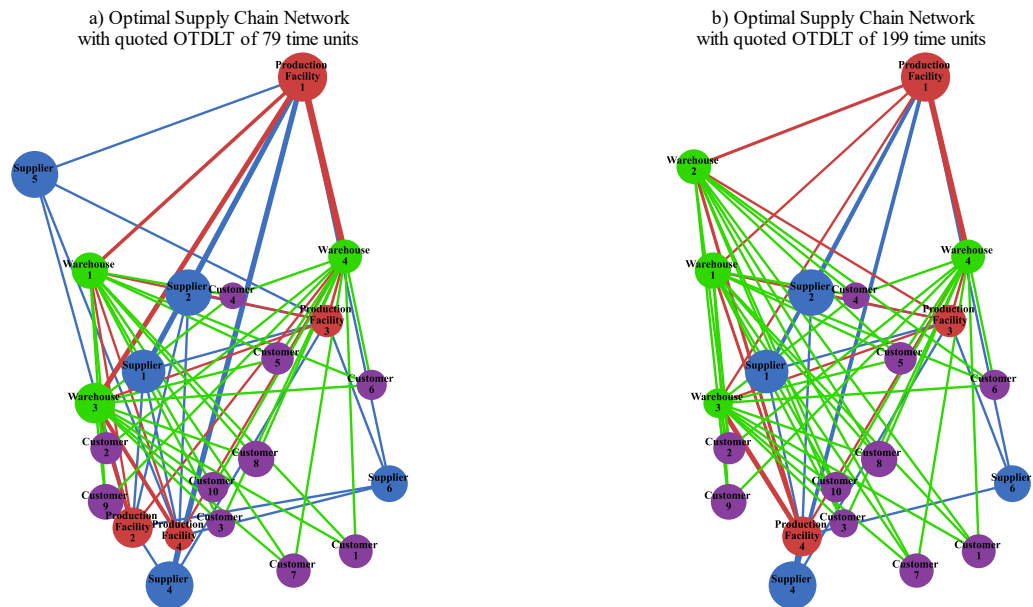 a) Optimal Supply Chain Network
with quoted OTDLT of 79 time units
Production
Facility
1
Supplier
5
Warehouse
4
Warehouse
1
Supplier
2
Customer
4
Production
Facility
3
Customer
5
Supplier
1
Customer
6
Warehouse
3
Customer
2
Customer
8
Supplier
6
Customer
10
Customer
9
Production
Facility
2
Production
Facility
4
Customer
3
Customer
1
Customer
7
Supplier
4
b) Optimal Supply Chain Network
with quoted OTDLT of 199 time units
Production
Facility
1
Warehouse
2
Warehouse
4
Warehouse
1
Supplier
2
Customer
4
Production
Facility
3
Customer
5
Supplier
1
Customer
6
Warehouse
3
Customer
2
Customer
8
Supplier
6
Customer
10
Customer
9
Customer
3
Production
Facility
4
Customer
1
Customer
7
Supplier
4